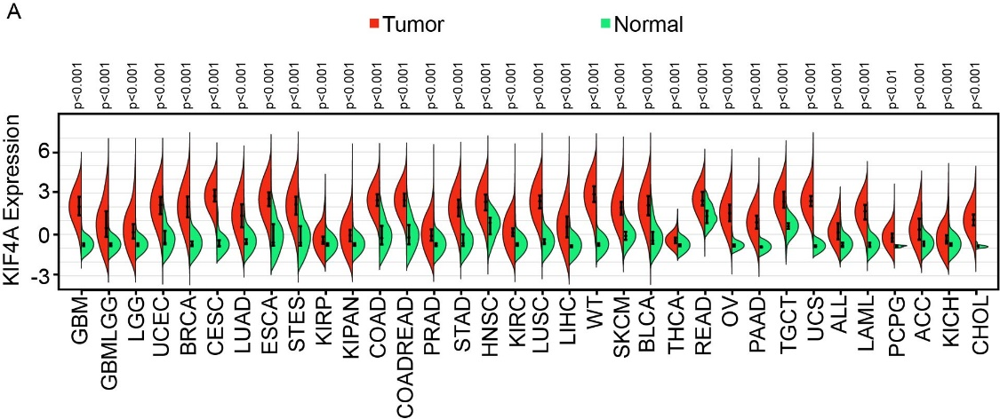 A
Tumor Normal
p<0.001 p<0.001 p<0.001 p<0.001 p<0.001 p<0.001 p<0.001 p<0.001 p<0.001 p<0.001 p<0.001 p<0.001 p<0.001 p<0.001 p<0.001 p<0.001 p<0.001 p<0.001 p<0.001 p<0.001 p<0.001 p<0.001 p<0.001 p<0.001 p<0.001 p<0.001 p<0.001 p<0.001 p<0.001 p<0.001 p<0.01 p<0.001 p<0.001 p<0.001
KIF4A Expression
6
3
0
-3
GBM GBMLGG LGG UCEC BRCA CESC LUAD ESCA STES KIRP KIPAN COAD COADREAD PRAD STAD HNSC KIRC LUSC LIHC WT SKCM BLCA THCA READ OV PAAD TGCT UCS ALL LAML PCPG ACC KICH CHOL